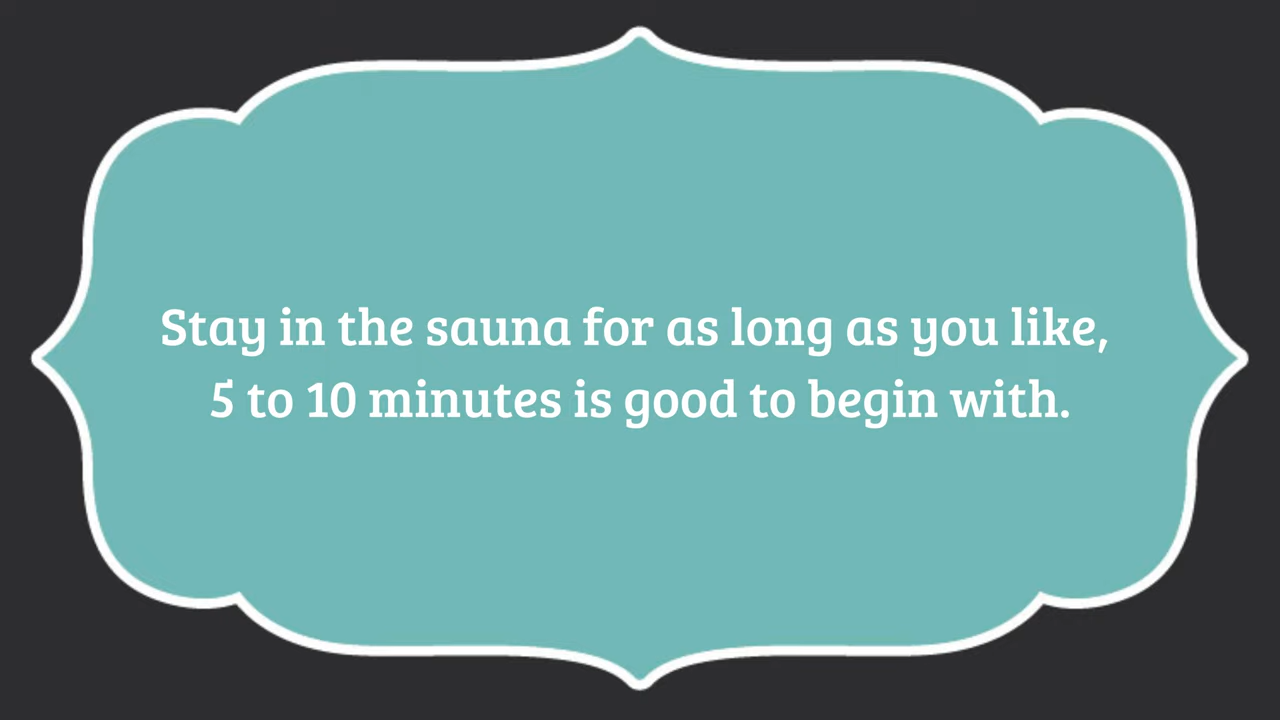 Stay in the sauna for as long as you like,
5 to 10 minutes is good to begin with.